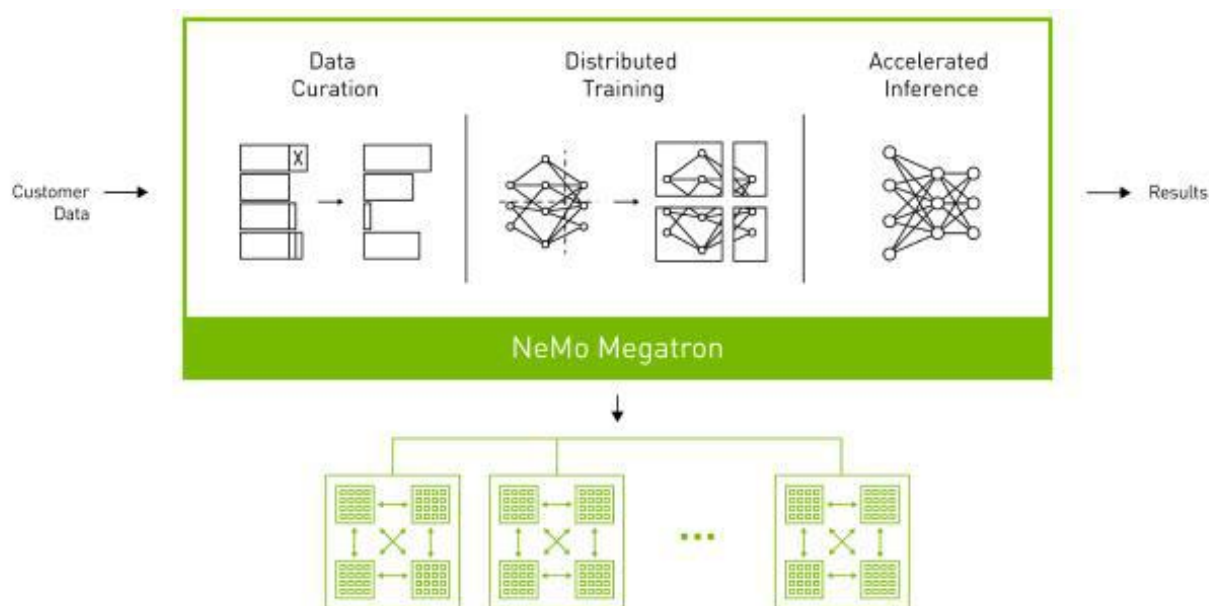 Data
Curation
Distributed
Training
Accelerated
Inference
X
Customer
Data
Results
NeMo Megatron